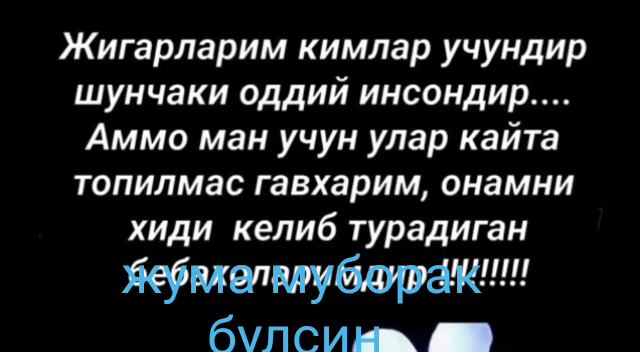 Жигарларим кимлар учундир
шунчаки оддий инсондир....
Аммо ман учун улар кайта
топилмас гавхарим, онамни
хиди келиб турадиган
!!!!!!!!
жума муборак
булсин